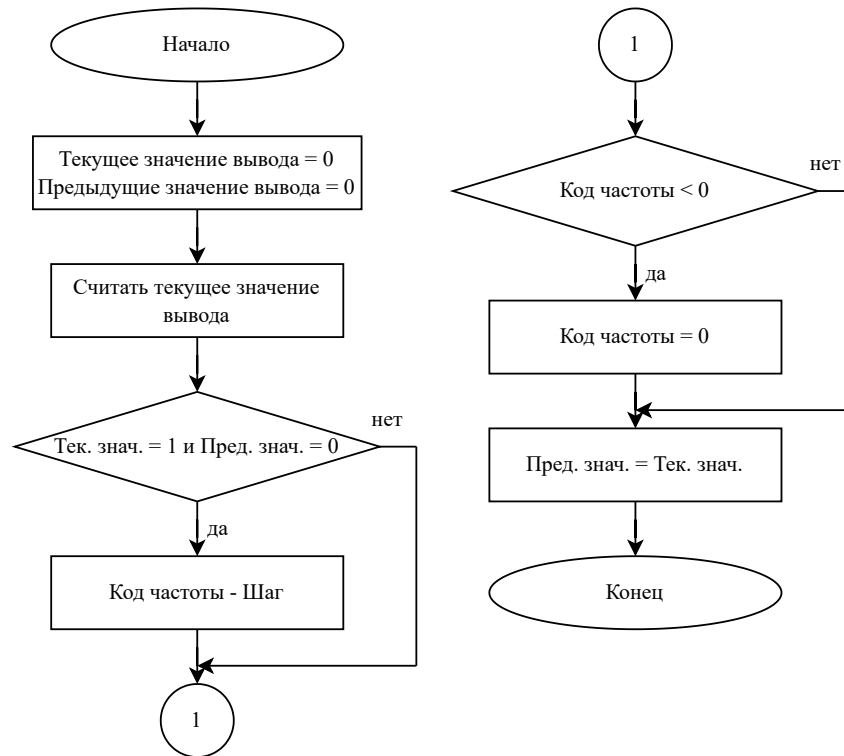 Начало
Текущее значение вывода = 0
Предыдущие значение вывода = 0
Считать текущее значение
вывода
Тек. знач. = 1 и Пред. знач. = 0
нет
да
Код частоты - Шаг
1
1
Код частоты < 0
нет
да
Код частоты = 0
Пред. знач. = Тек. знач.
Конец